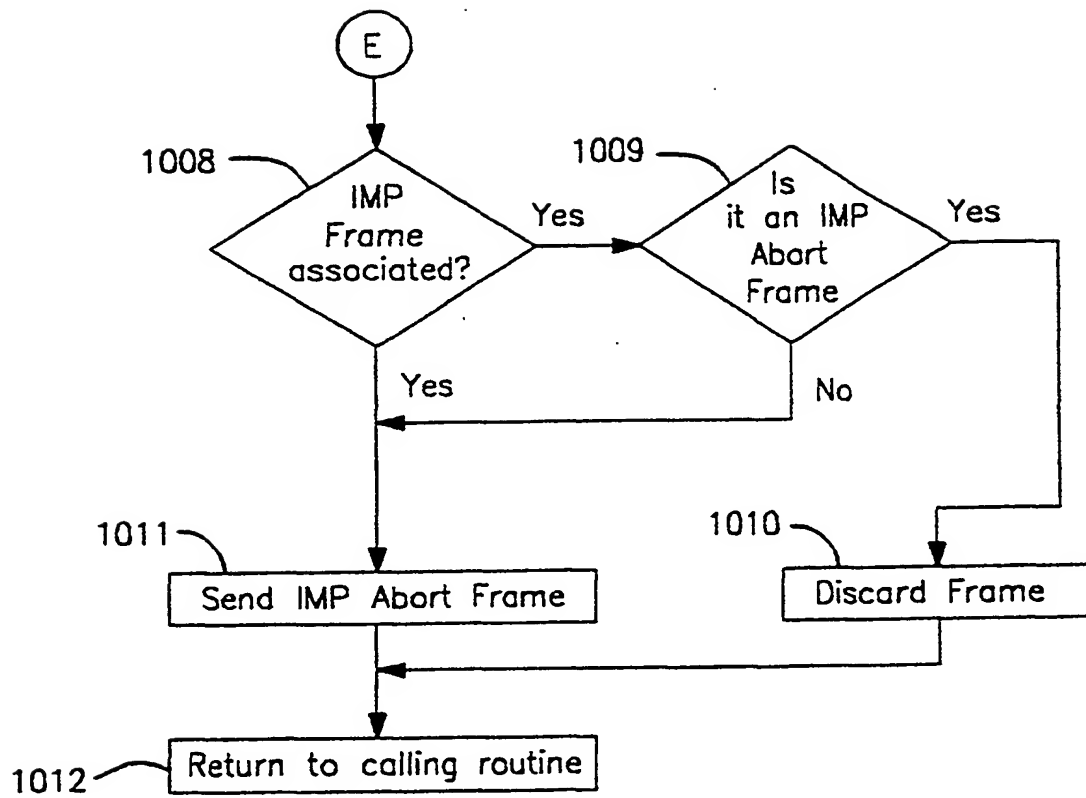 E
1008
IMP
Frame
associated?
Yes
1009
Is
it an IMP
Abort
Frame
Yes
Yes
No
1011
Send IMP Abort Frame
1010
Discard Frame
1012
Return to calling routine